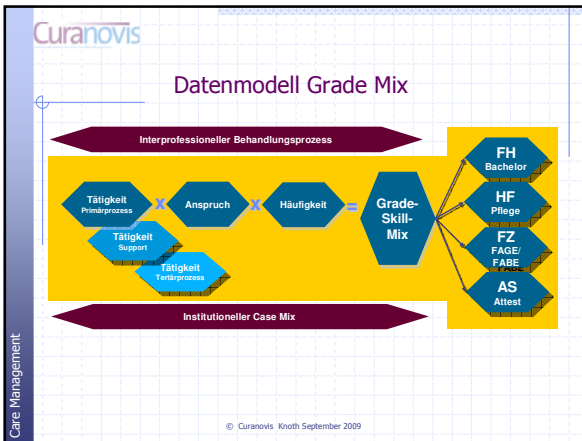 Curanovis
Datenmodell Grade Mix
Interprofessioneller Behandlungsprozess
Tätigkeit
Primärprozess
x
Anspruch
x
Häufigkeit
=
Grade-
Skill-
Mix
Tätigkeit
Support
Tätigkeit
Tertärprozess
FH
Bachelor
HF
Pflege
FZ
FAGE/
FABE
AS
Attest
Institutioneller Case Mix
Care Management
© Curanovis Knoth September 2009